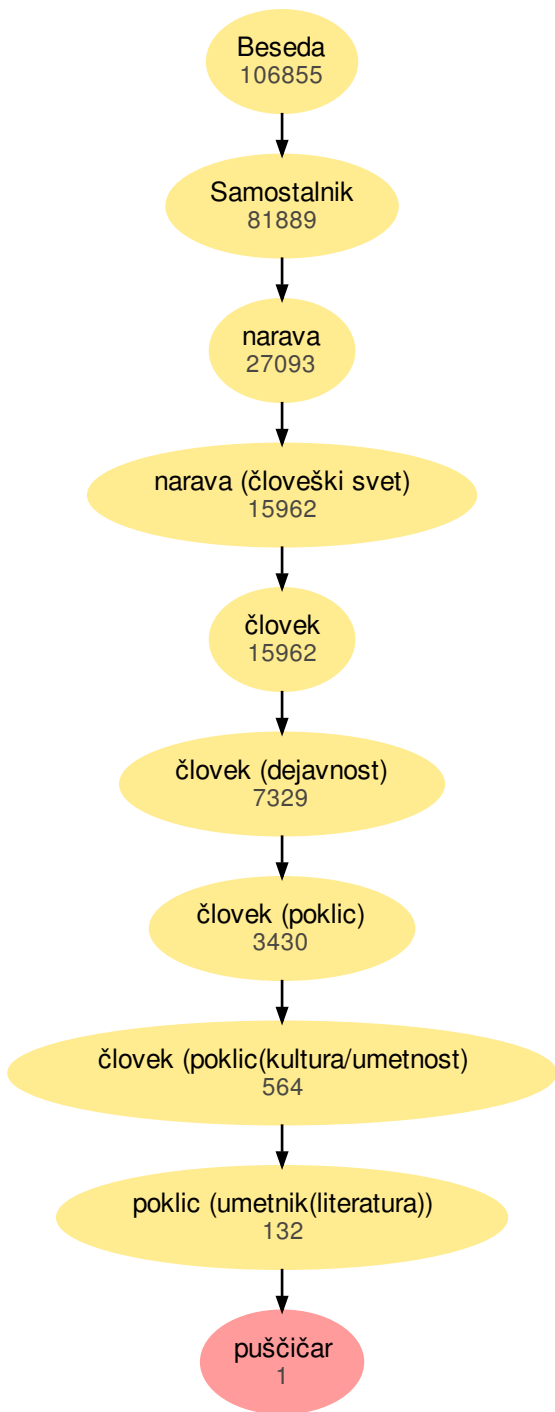 Beseda
106855
Samostalnik
81889
narava
27093
narava (človeški svet)
15962
človek
15962
človek (dejavnost)
7329
človek (poklic)
3430
človek (poklic(kultura/umetnost)
564
poklic (umetnik(literatura))
132
puščičar
1